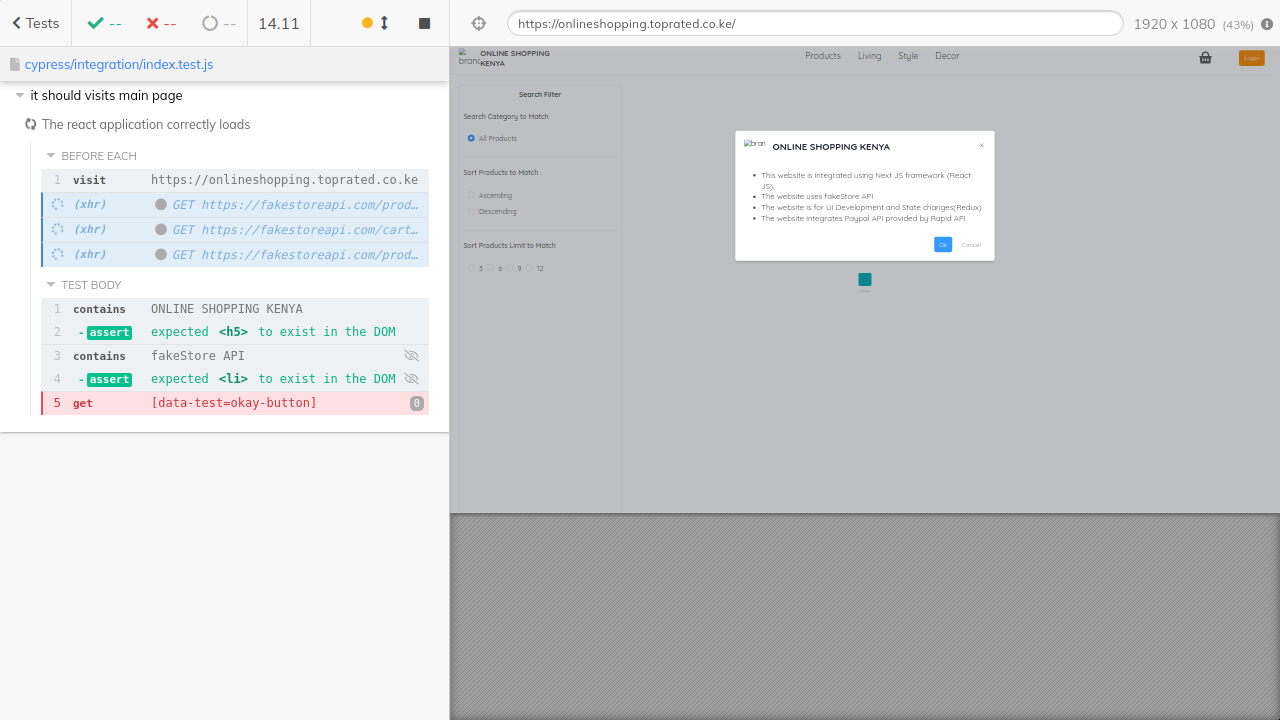 Tests
--
--
--
14.11
https://onlineshopping.toprated.co.ke/
1920 x 1080 (43%)
cypress/integration/index.test.js
it should visits main page
The react application correctly loads
BEFORE EACH
1 visit https://onlineshopping.toprated.co.ke
(xhr) GET https://fakestoreapi.com/prod…
(xhr) GET https://fakestoreapi.com/cart…
(xhr) GET https://fakestoreapi.com/prod…
TEST BODY
1 contains ONLINE SHOPPING KENYA
2 -assert expected <h5> to exist in the DOM
3 contains fakeStore API
4 -assert expected <li> to exist in the DOM
5 get [data-test=okay-button] 0
brand
ONLINE SHOPPING
KENYA
Products Living Style Decor
Login
Search Filter
Search Category to Match
All Products
Sort Products to Match
Ascending
Descending
Sort Products Limit to Match
3 6 9 12
bran
ONLINE SHOPPING KENYA
×
• This website is integrated using Next JS framework (React
JS).
• The website uses fakeStore API
• The website is for UI Development and State changes(Redux)
• The website integrates Paypal API provided by Rapid API
Ok Cancel